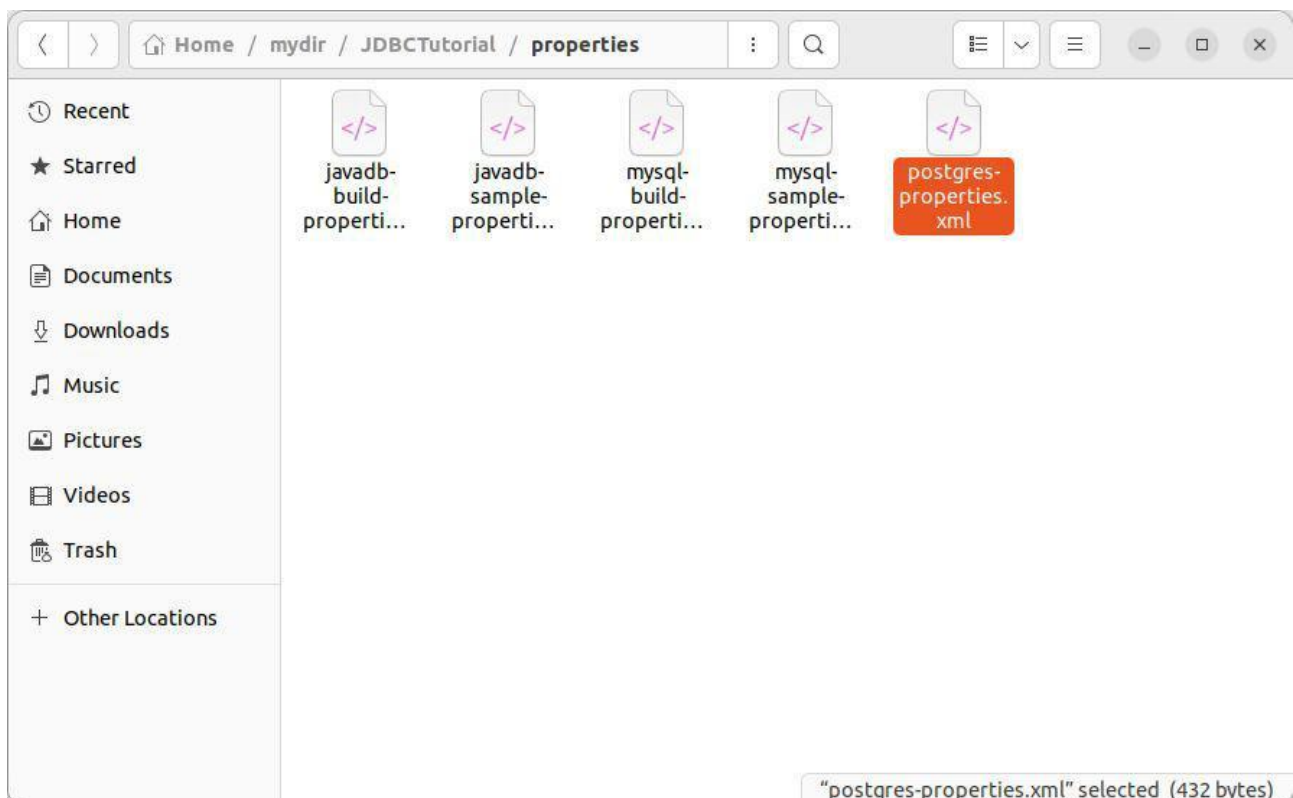 Home / mydir / JDBCTutorial / properties
Recent
Starred
Home
Documents
Downloads
Music
Pictures
Videos
Trash
Other Locations
</>
javadb-
build-
properti...
</>
javadb-
sample-
properti...
</>
mysql-
build-
properti...
</>
mysql-
sample-
properti...
</>
postgres-
properties.
xml
“postgres-properties.xml” selected (432 bytes)